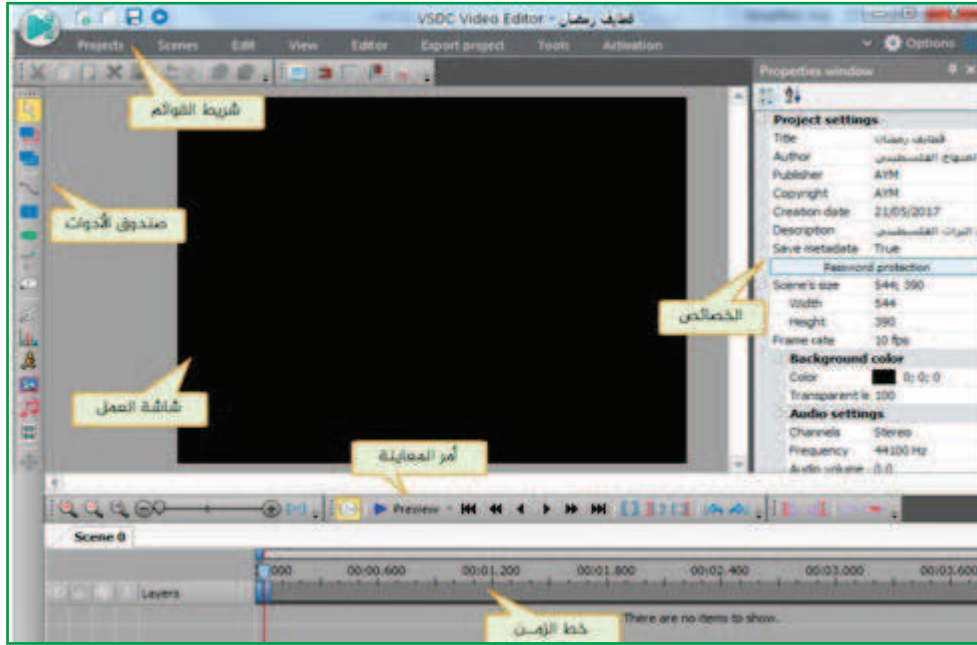 قطايف رمضان - VSDC Video Editor
Projects Scenes Edit View Editor Export project Tools Activation Options
شريط القوائم
صندوق الأدوات
شاشة العمل
أمر المعاينة
الخصائص
Properties window
Project settings
Title قطايف رمضان
Author المنهاج الفلسطيني
Publisher AYM
Copyright AYM
Creation date 21/05/2017
Description التراث الفلسطيني
Save metadata True
Password protection
Scene's size 544; 390
Width 544
Height 390
Frame rate 10 fps
Background color
Color 0; 0; 0
Transparent le 100
Audio settings
Channels Stereo
Frequency 44100 Hz
Audio volume 0.0
Preview
Scene 0
000 00:00.600 00:01.200 00:01.800 00:02.400 00:03.000 00:03.600
Layers
There are no items to show.
خط الزمن